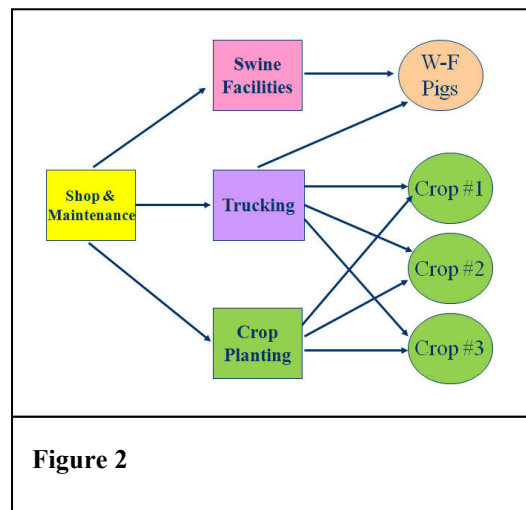 Swine
Facilities
W-F
Pigs
Shop &
Maintenance
Trucking
Crop #1
Crop #2
Crop
Planting
Crop #3
Figure 2